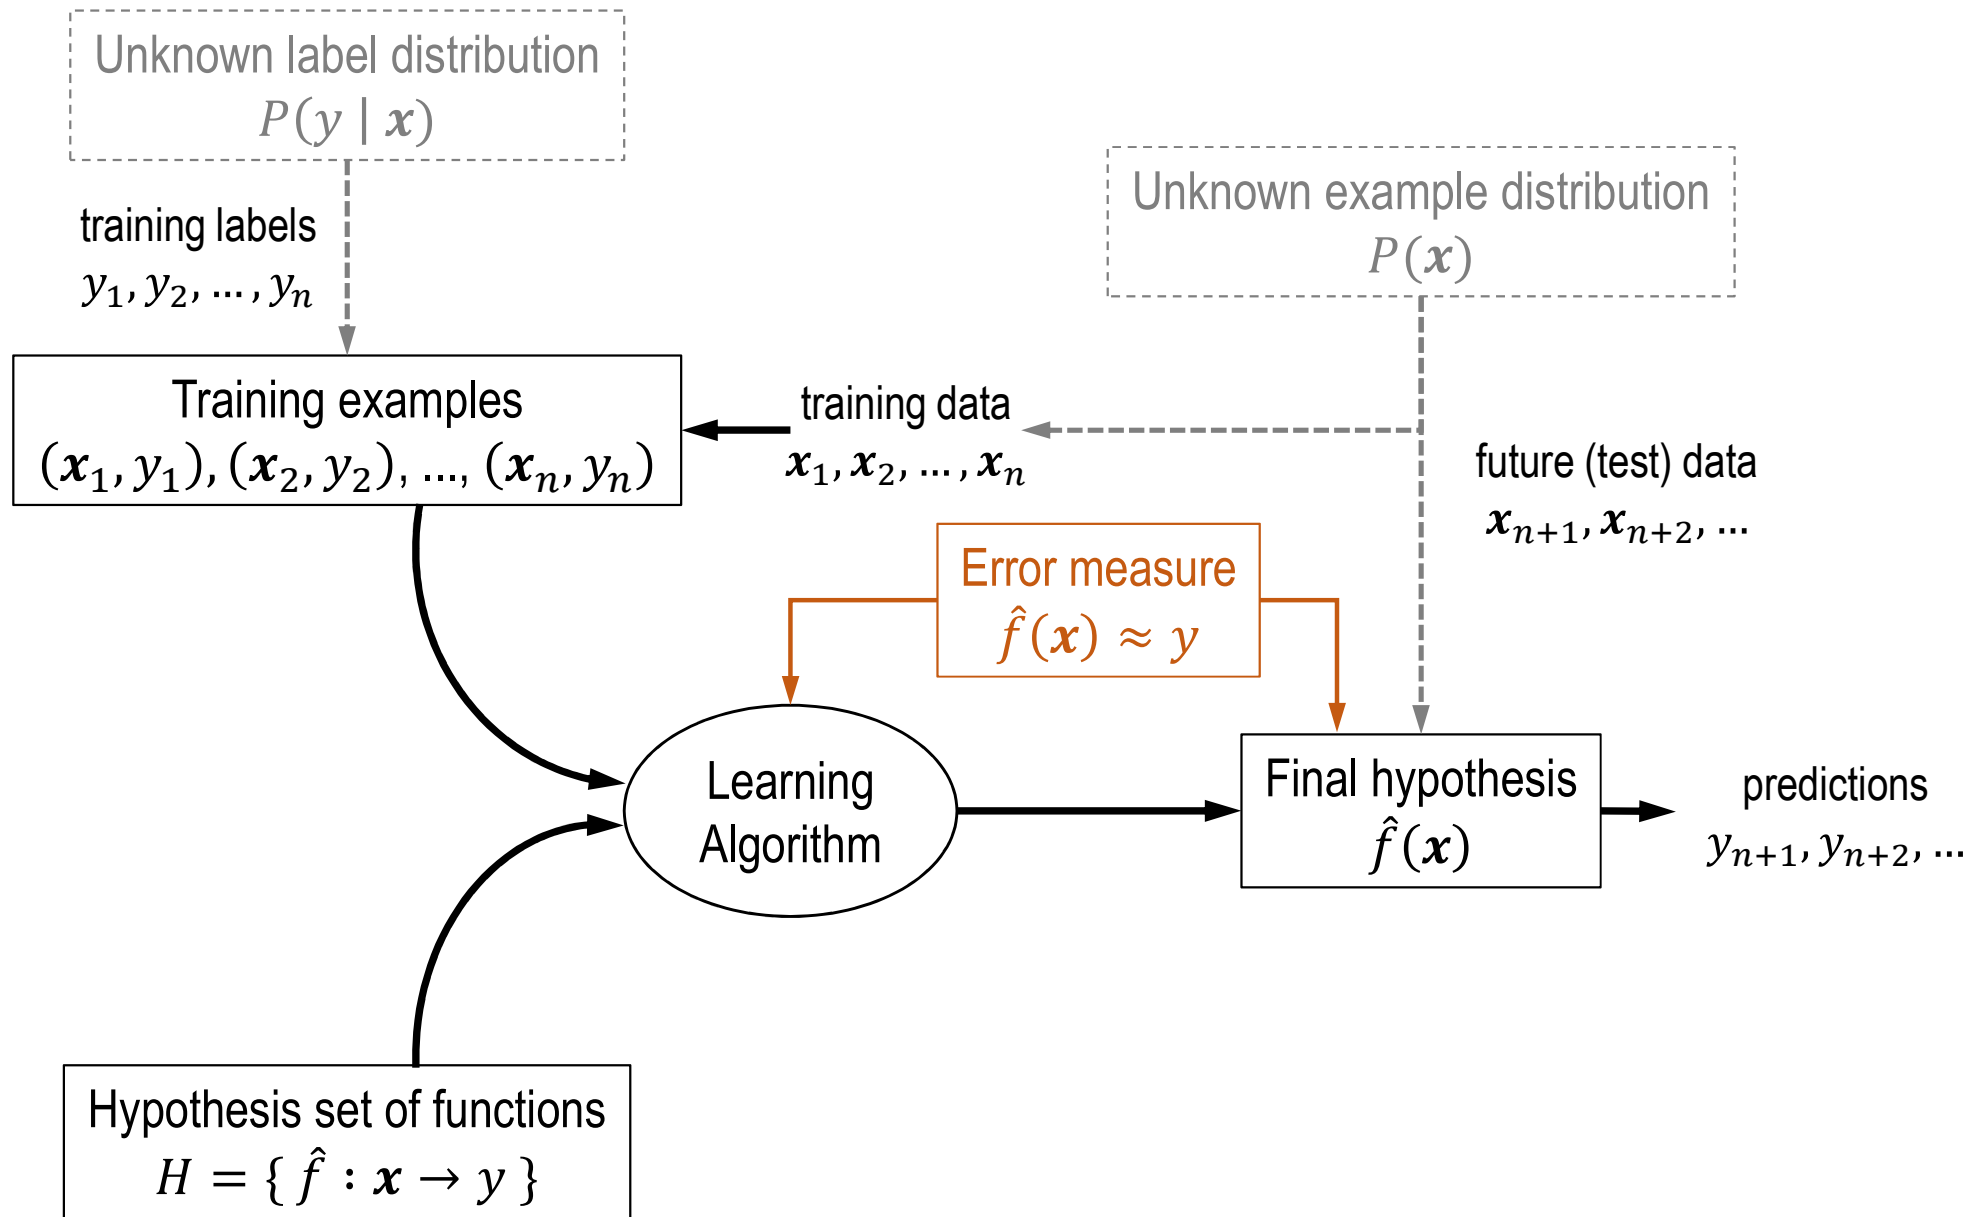 Unknown label distribution
P(y | x)
training labels
y₁, y₂, ... , yₙ
Unknown example distribution
P(x)
Training examples
(x₁, y₁), (x₂, y₂), ..., (xₙ, yₙ)
training data
x₁, x₂, ... , xₙ
future (test) data
xₙ₊₁, xₙ₊₂, ...
Error measure
f̂(x) ≈ y
Learning
Algorithm
Final hypothesis
f̂(x)
predictions
yₙ₊₁, yₙ₊₂, ...
Hypothesis set of functions
H = { f̂ : x → y }